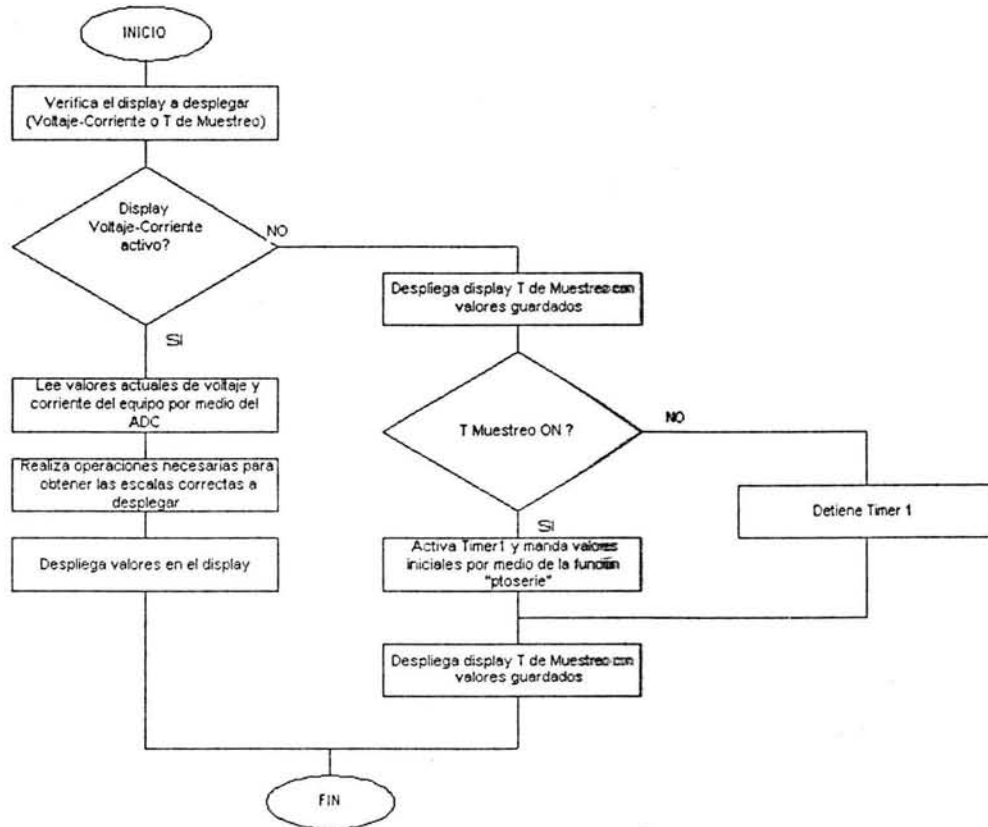 INICIO
Verifica el display a desplegar
(Voltaje-Corriente o T de Muestreo)
Display
Voltaje-Corriente
activo?
NO
SI
Despliega display T de Muestreo con
valores guardados
Lee valores actuales de voltaje y
corriente del equipo por medio del
ADC
T Muestreo ON ?
NO
SI
Realiza operaciones necesarias para
obtener las escalas correctas a
desplegar
Detiene Timer 1
Despliega valores en el display
Activa Timer1 y manda valores
iniciales por medio de la función
"ptoserie"
Despliega display T de Muestreo con
valores guardados
FIN